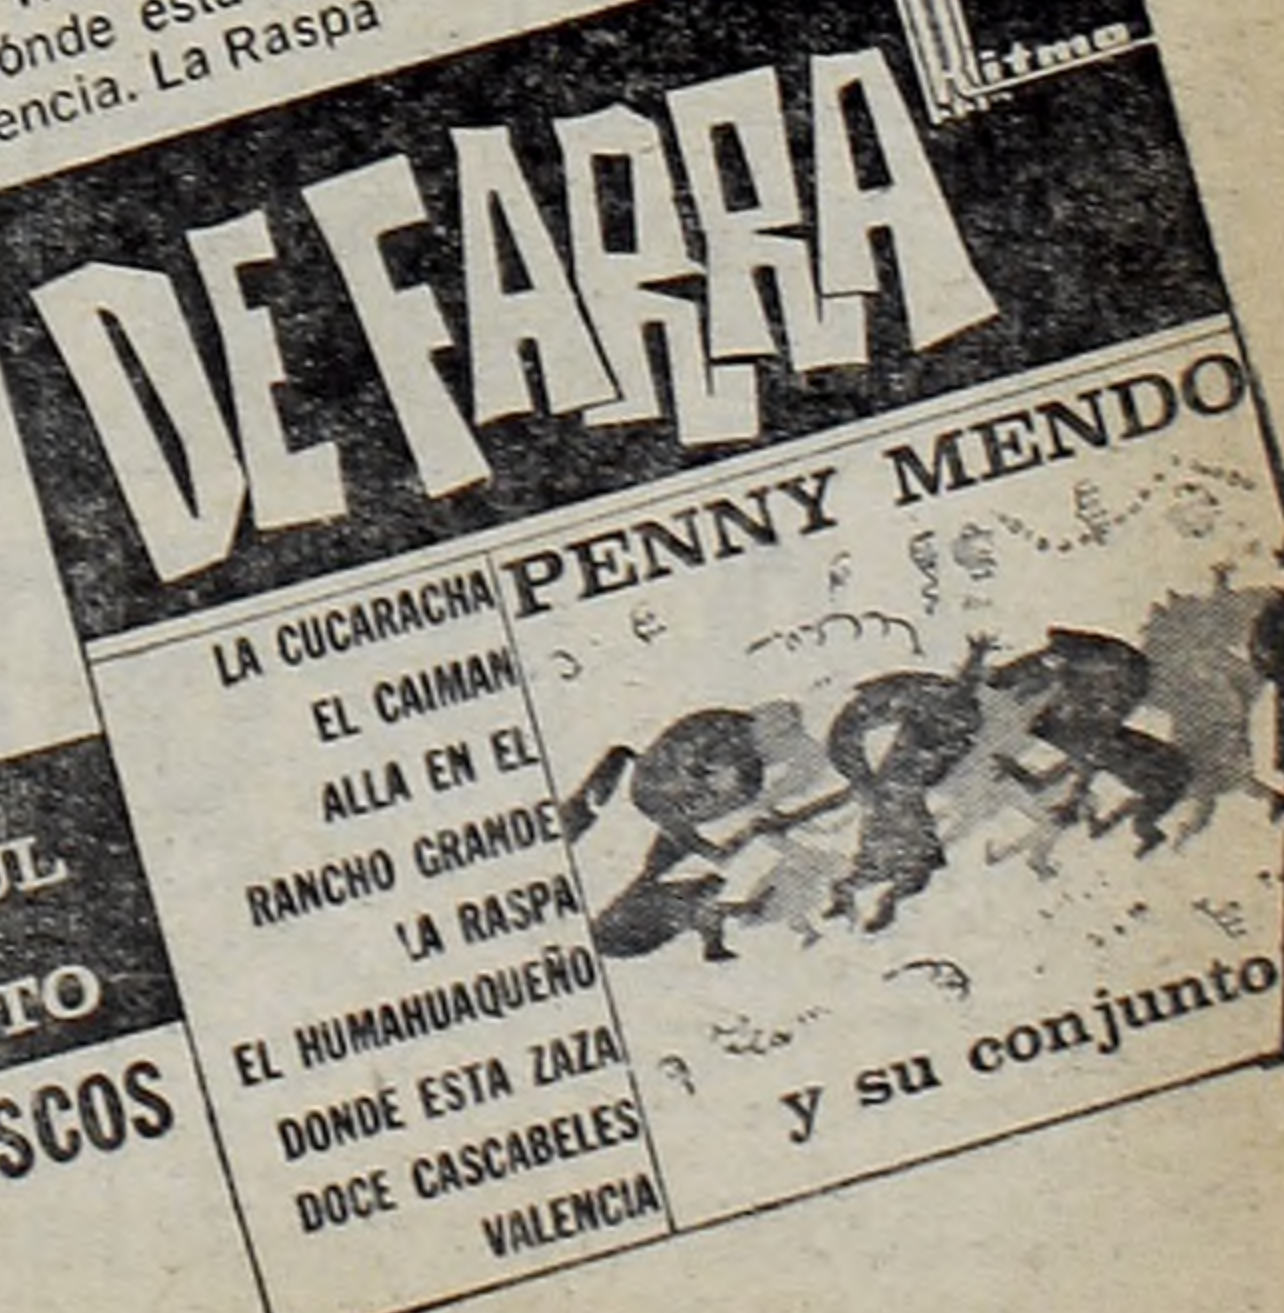 ónde está
encia. La Raspa
Ritmo
DE FARRA
PENNY MENDO
LA CUCARACHA
EL CAIMAN
ALLA EN EL
RANCHO GRANDE
LA RASPA
EL HUMAHUAQUEÑO
DONDE ESTA ZAZA
DOCE CASCABELES
VALENCIA
y su conjunto
UL
TO
SCOS